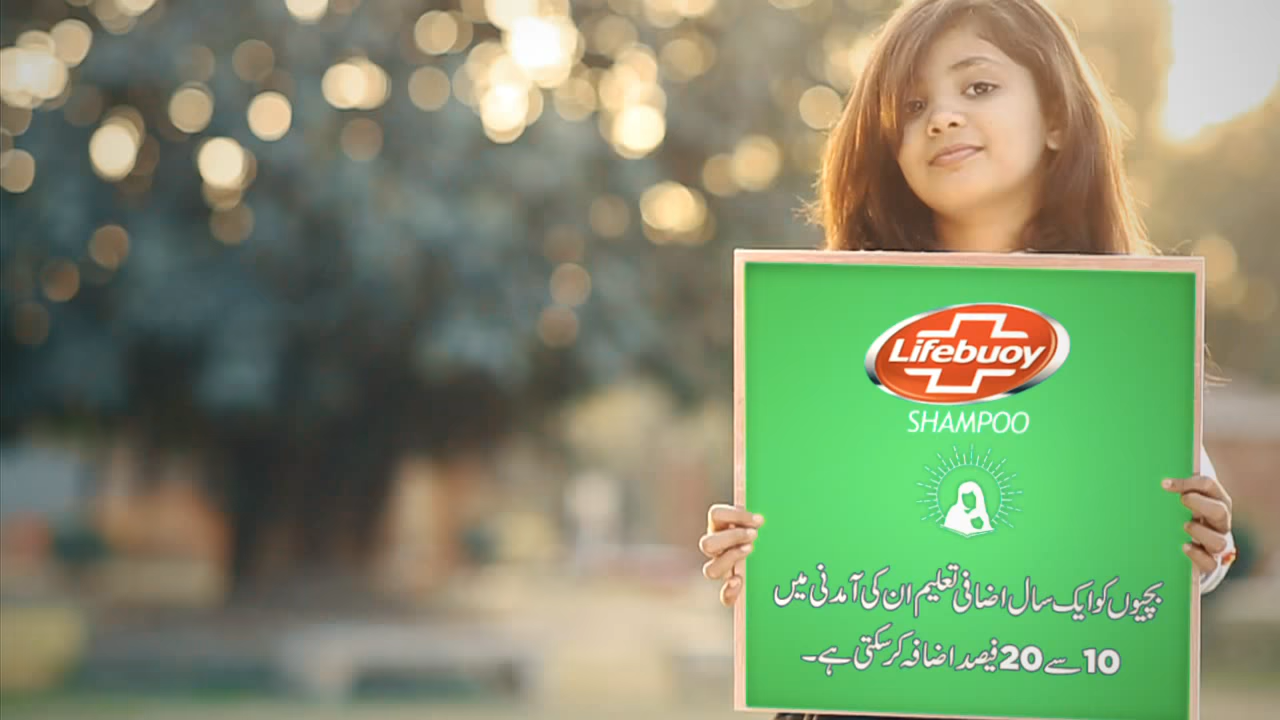 Lifebuoy
SHAMPOO
بچیوں کو ایک سال اضافی تعلیم ان کی آمدنی میں
10 سے 20 فیصد اضافہ کر سکتی ہے۔